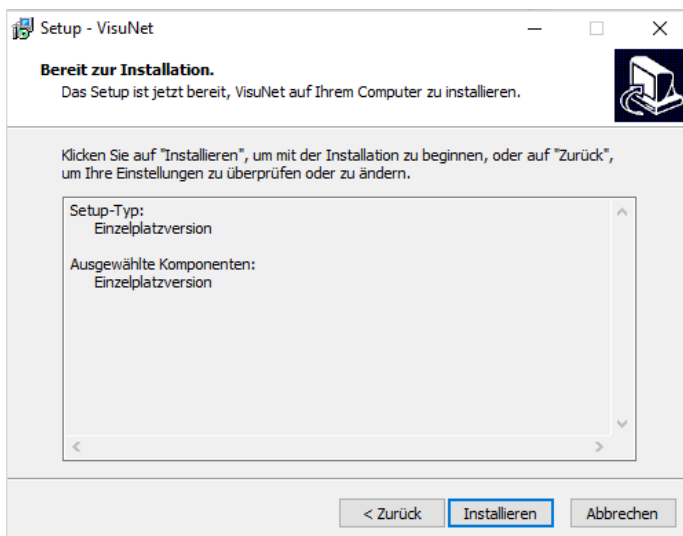 Setup - VisuNet
Bereit zur Installation.
Das Setup ist jetzt bereit, VisuNet auf Ihrem Computer zu installieren.
Klicken Sie auf "Installieren", um mit der Installation zu beginnen, oder auf "Zurück",
um Ihre Einstellungen zu überprüfen oder zu ändern.
Setup-Typ:
Einzelplatzversion
Ausgewählte Komponenten:
Einzelplatzversion
< Zurück
Installieren
Abbrechen